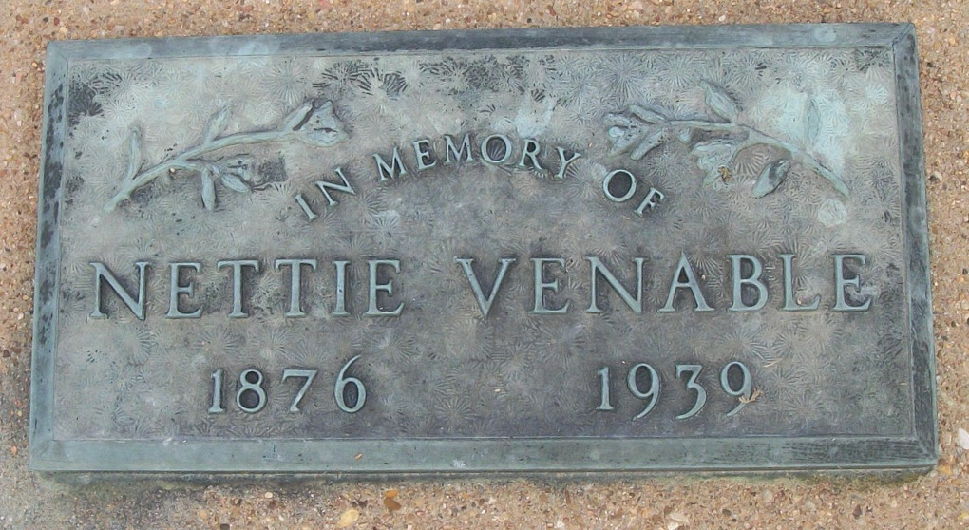 IN MEMORY OF
NETTIE VENABLE
1876 1939